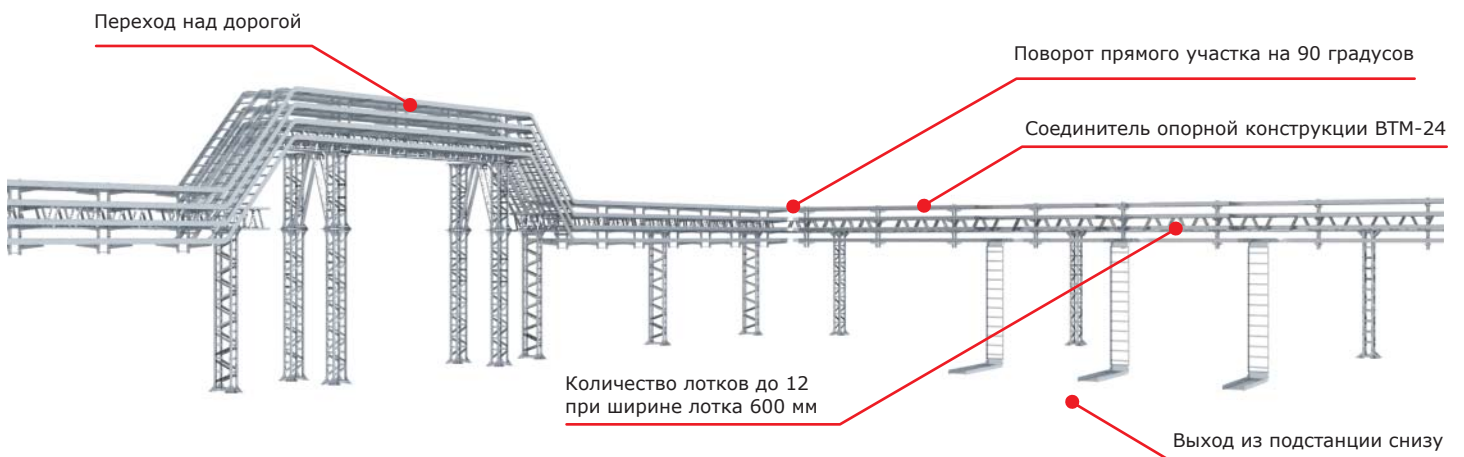 Переход над дорогой
Поворот прямого участка на 90 градусов
Соединитель опорной конструкции ВТМ-24
Количество лотков до 12
при ширине лотка 600 мм
Выход из подстанции снизу